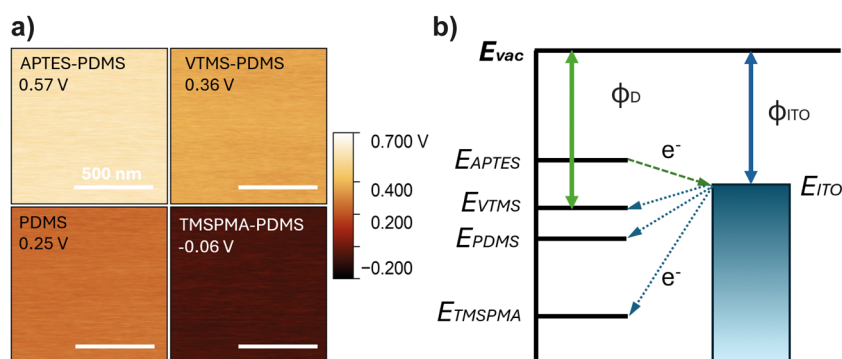 a)
APTES-PDMS
0.57 V
500 nm
VTMS-PDMS
0.36 V
PDMS
0.25 V
TMSPMA-PDMS
-0.06 V
0.700 V
0.400
0.200
−0.200
b)
Evac
ϕD
ϕITO
EAPTES
e-
EVTMS
EITO
EPDMS
e-
ETMSPMA